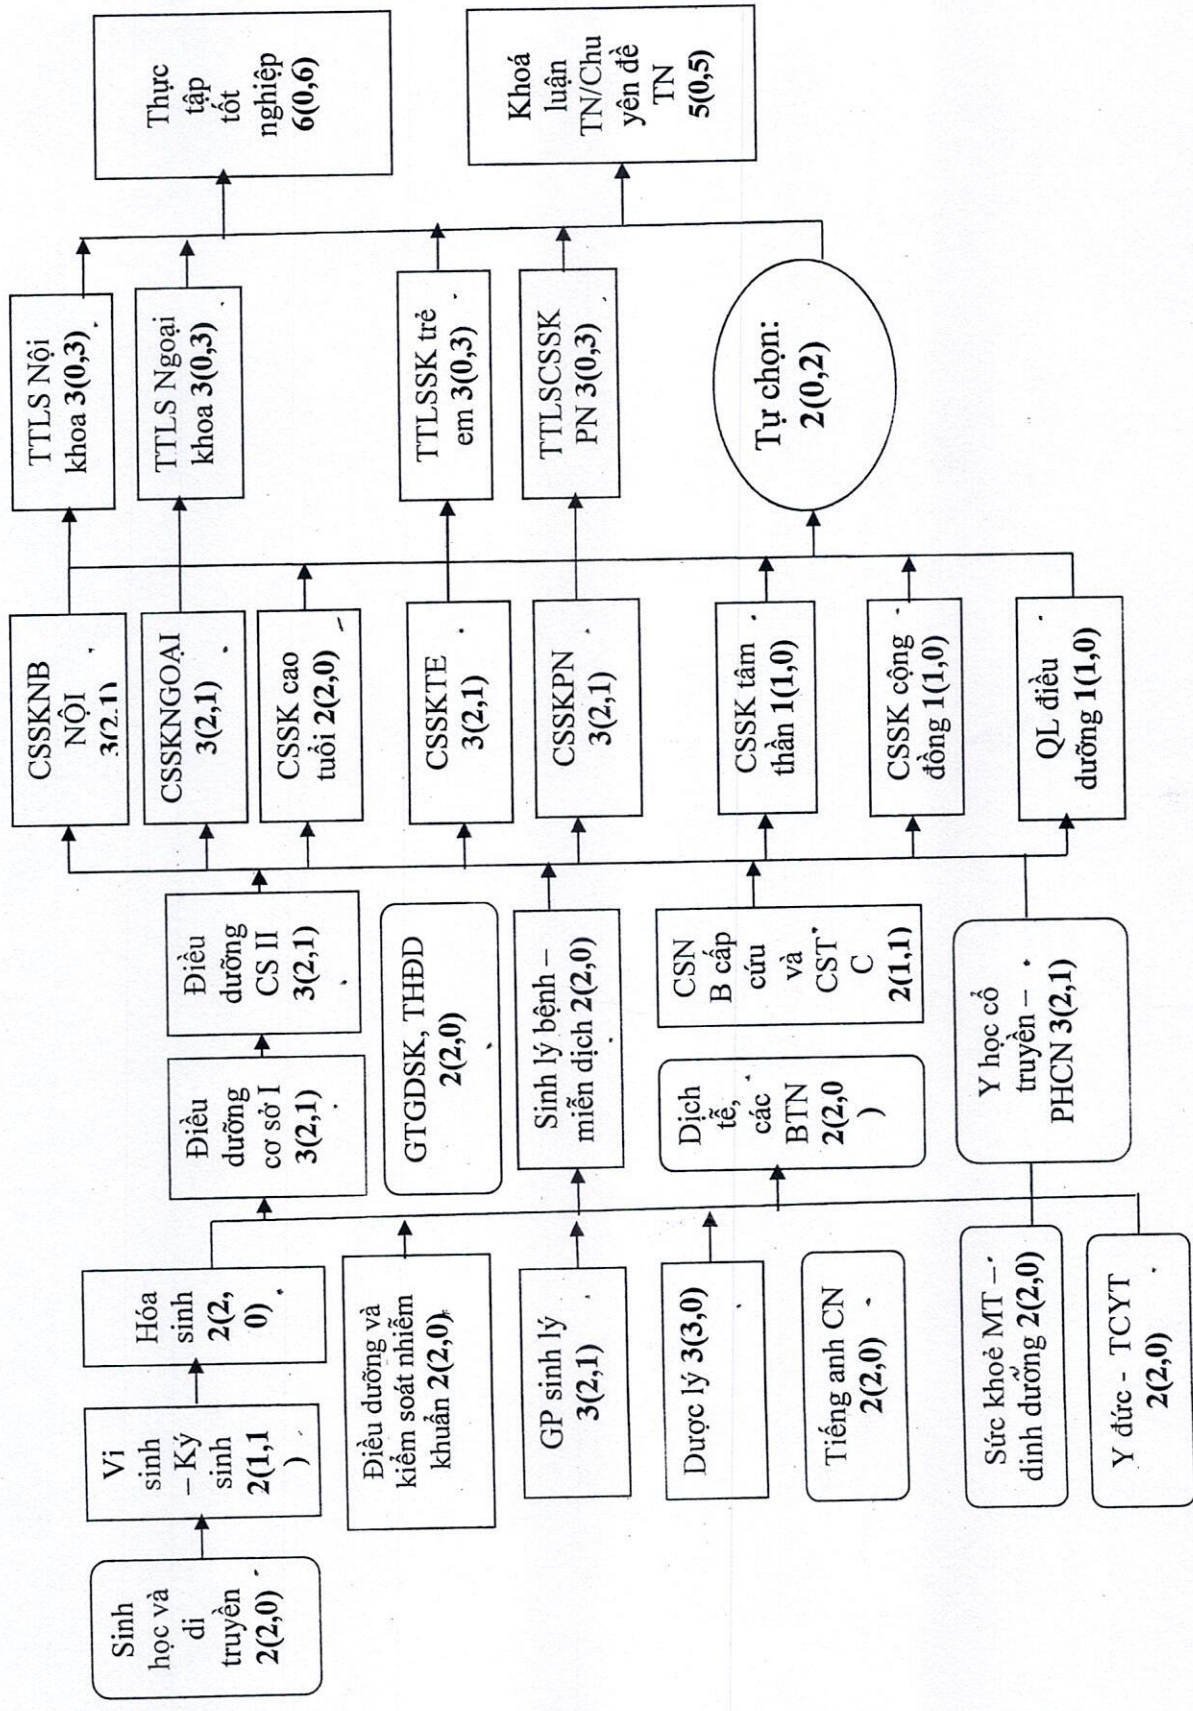 Sinh
học và
di
truyền
2(2,0)
Vi
sinh
– Ký
sinh
2(1,1
)
Hóa
sinh
2(2,
0)
Điều dưỡng và
kiểm soát nhiễm
khuẩn 2(2,0)
GP sinh lý
3(2,1)
Dược lý 3(3,0)
Tiếng anh CN
2(2,0)
Sức khoẻ MT –
dinh dưỡng 2(2,0)
Y đức - TCYT
2(2,0)
Điều
dưỡng
cơ sở I
3(2,1)
Điều
dưỡng
CS II
3(2,1)
GTGDSK, THĐD
2(2,0)
Sinh lý bệnh –
miễn dịch 2(2,0)
Dịch
tễ,
các
BTN
2(2,0
)
CSN
B cấp
cứu
và
CST
C
2(1,1)
Y học cổ
truyền –
PHCN 3(2,1)
CSSKNB
NỘI
3(2.1)
CSSKNGOẠI
3(2,1)
CSSK cao
tuổi 2(2,0)
CSSKTE
3(2,1)
CSSKPN
3(2,1)
CSSK tâm
thần 1(1,0)
CSSK cộng
đồng 1(1,0)
QL điều
dưỡng 1(1,0)
TTLS Nội
khoa 3(0,3)
TTLS Ngoại
khoa 3(0,3)
TTLSSK trẻ
em 3(0,3)
TTLSCSSK
PN 3(0,3)
Tự chọn:
2(0,2)
Thực
tập
tốt
nghiệp
6(0,6)
Khoá
luận
TN/Chu
yên đề
TN
5(0,5)